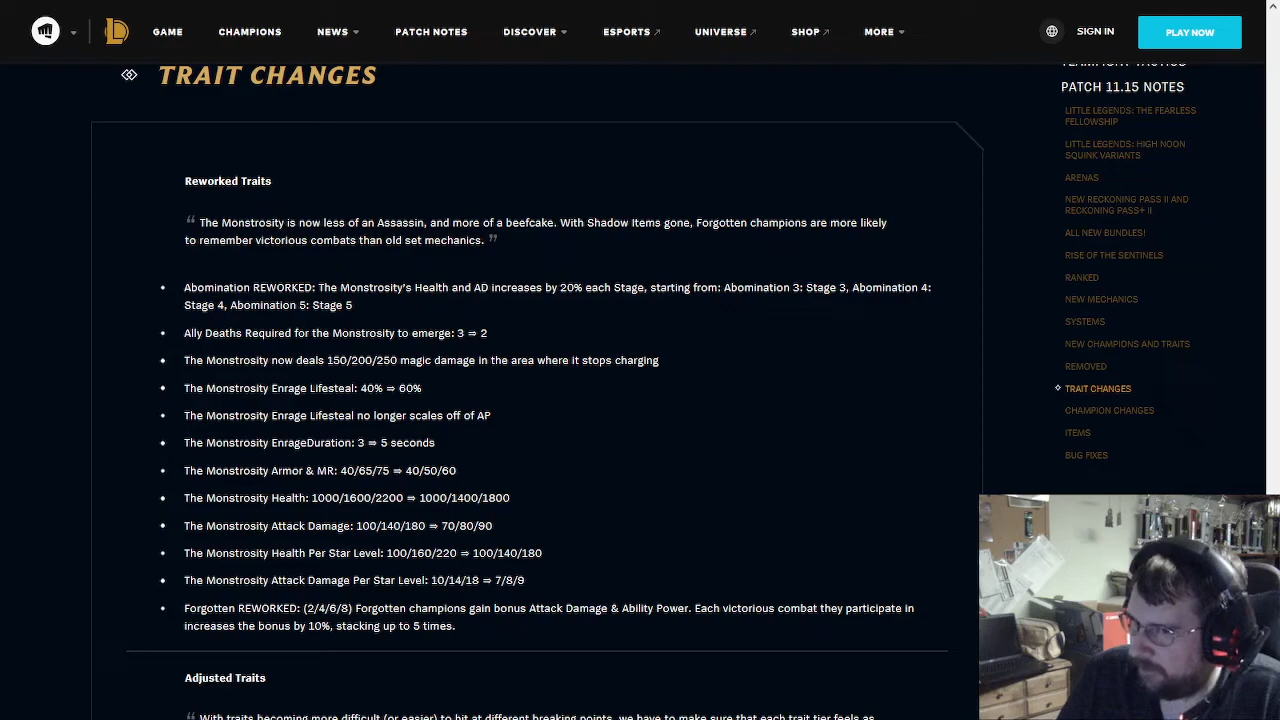 GAME
CHAMPIONS
NEWS
PATCH NOTES
DISCOVER
ESPORTS
UNIVERSE
SHOP
MORE
SIGN IN
PLAY NOW
TRAIT CHANGES
Reworked Traits
“ The Monstrosity is now less of an Assassin, and more of a beefcake. With Shadow Items gone, Forgotten champions are more likely
to remember victorious combats than old set mechanics. ”
• Abomination REWORKED: The Monstrosity's Health and AD increases by 20% each Stage, starting from: Abomination 3: Stage 3, Abomination 4:
Stage 4, Abomination 5: Stage 5
• Ally Deaths Required for the Monstrosity to emerge: 3 ⇒ 2
• The Monstrosity now deals 150/200/250 magic damage in the area where it stops charging
• The Monstrosity Enrage Lifesteal: 40% ⇒ 60%
• The Monstrosity Enrage Lifesteal no longer scales off of AP
• The Monstrosity EnrageDuration: 3 ⇒ 5 seconds
• The Monstrosity Armor & MR: 40/65/75 ⇒ 40/50/60
• The Monstrosity Health: 1000/1600/2200 ⇒ 1000/1400/1800
• The Monstrosity Attack Damage: 100/140/180 ⇒ 70/80/90
• The Monstrosity Health Per Star Level: 100/160/220 ⇒ 100/140/180
• The Monstrosity Attack Damage Per Star Level: 10/14/18 ⇒ 7/8/9
• Forgotten REWORKED: (2/4/6/8) Forgotten champions gain bonus Attack Damage & Ability Power. Each victorious combat they participate in
increases the bonus by 10%, stacking up to 5 times.
Adjusted Traits
“ With traits becoming more difficult (or easier) to hit at different breaking points, we have to make sure that each trait tier feels as
TEAMFIGHT TACTICS
PATCH 11.15 NOTES
LITTLE LEGENDS: THE FEARLESS
FELLOWSHIP
LITTLE LEGENDS: HIGH NOON
SQUINK VARIANTS
ARENAS
NEW RECKONING PASS II AND
RECKONING PASS+ II
ALL NEW BUNDLES!
RISE OF THE SENTINELS
RANKED
NEW MECHANICS
SYSTEMS
NEW CHAMPIONS AND TRAITS
REMOVED
TRAIT CHANGES
CHAMPION CHANGES
ITEMS
BUG FIXES